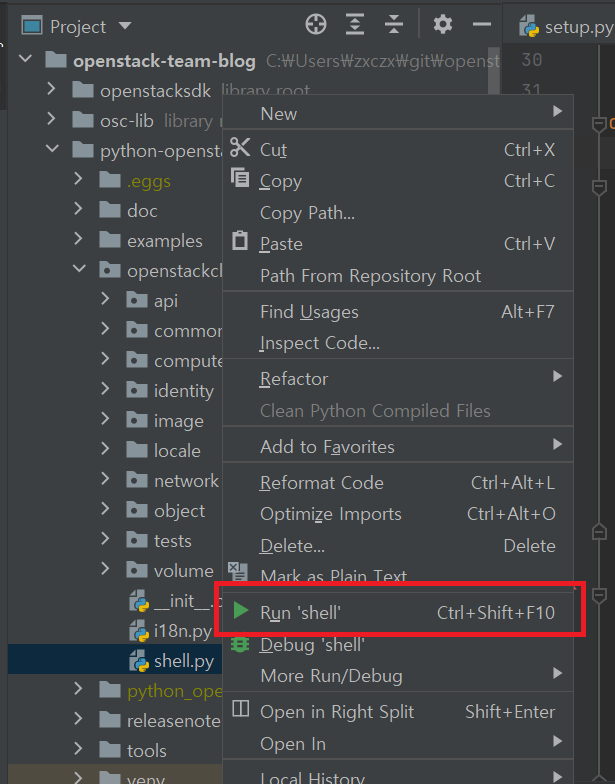 Project
setup.py
openstack-team-blog C:₩Users₩zxczx₩git₩openst
30
openstacksdk library root
31
osc-lib library r
python-opensta
.eggs
doc
examples
openstackcl
api
common
compute
identity
image
locale
network
object
tests
volume
__init__.p
i18n.py
shell.py
python_ope
releasenote
tools
venv
New
Cut Ctrl+X
Copy Ctrl+C
Copy Path...
Paste Ctrl+V
Path From Repository Root
Find Usages Alt+F7
Inspect Code...
Refactor
Clean Python Compiled Files
Add to Favorites
Reformat Code Ctrl+Alt+L
Optimize Imports Ctrl+Alt+O
Delete... Delete
Mark as Plain Text
Run 'shell' Ctrl+Shift+F10
Debug 'shell'
More Run/Debug
Open in Right Split Shift+Enter
Open In
Local History